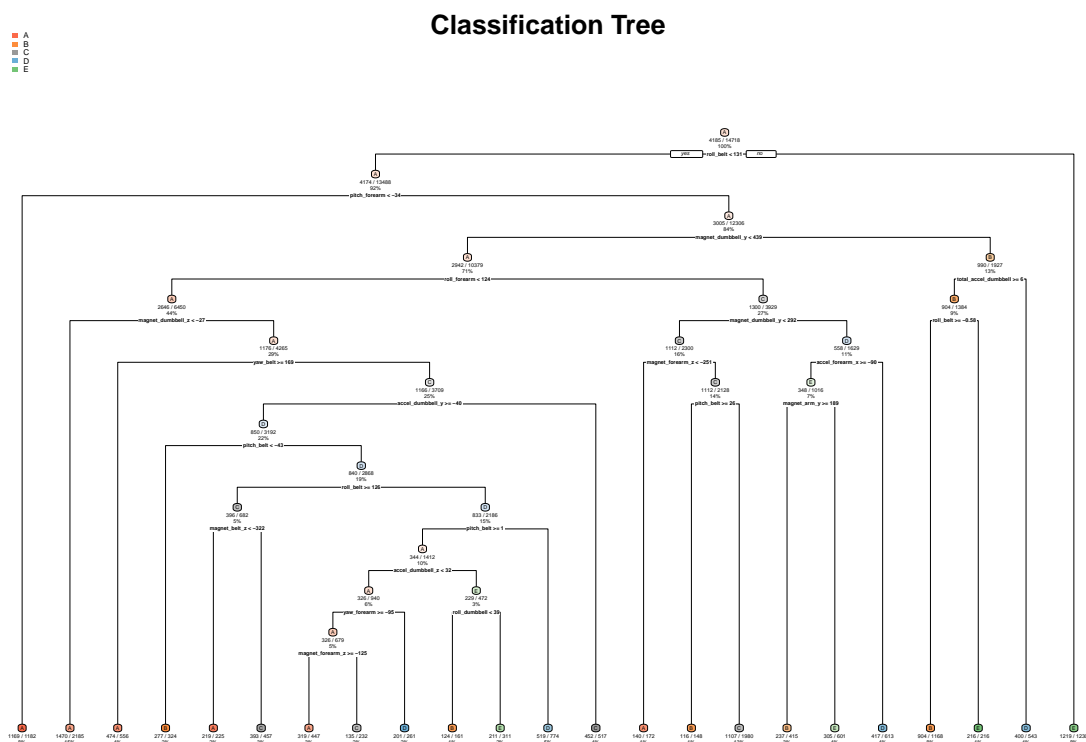 Classification Tree
A
B
C
D
E
A
4185 / 14718
100%
yes roll_belt < 131 no
A
4174 / 13488
92%
pitch_forearm < −34
A
3005 / 12306
84%
magnet_dumbbell_y < 439
A
2942 / 10379
71%
roll_forearm < 124
B
990 / 1927
13%
total_accel_dumbbell >= 6
A
2646 / 6450
44%
magnet_dumbbell_z < −27
C
1300 / 3929
27%
magnet_dumbbell_y < 292
B
904 / 1384
9%
roll_belt >= −0.58
A
1176 / 4265
29%
yaw_belt >= 169
C
1112 / 2300
16%
magnet_forearm_z < −251
D
558 / 1629
11%
accel_forearm_x >= −90
C
1166 / 3709
25%
accel_dumbbell_y >= −40
C
1112 / 2128
14%
pitch_belt >= 26
E
348 / 1016
7%
magnet_arm_y >= 189
D
850 / 3192
22%
pitch_belt < −43
D
840 / 2868
19%
roll_belt >= 126
C
396 / 682
5%
magnet_belt_z < −322
D
833 / 2186
15%
pitch_belt >= 1
A
344 / 1412
10%
accel_dumbbell_z < 32
A
326 / 940
6%
yaw_forearm >= −95
E
229 / 472
3%
roll_dumbbell < 39
A
326 / 679
5%
magnet_forearm_z >= −125
A A A B A C A C D B E D C A B C B E D B E D E
1169 / 1182 1470 / 2185 474 / 556 277 / 324 219 / 225 393 / 457 319 / 447 135 / 232 201 / 261 124 / 161 211 / 311 519 / 774 452 / 517 140 / 172 116 / 148 1107 / 1980 237 / 415 305 / 601 417 / 613 904 / 1168 216 / 216 400 / 543